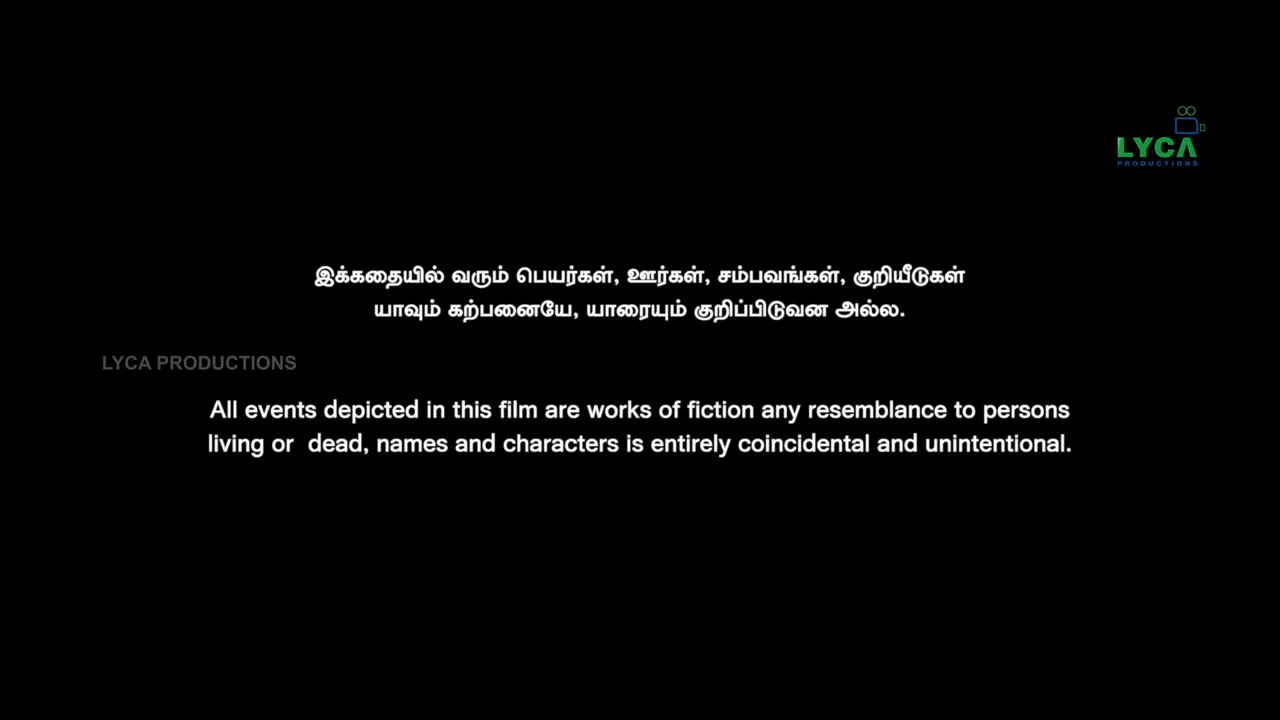 LYCA
PRODUCTIONS
இக்கதையில் வரும் பெயர்கள், ஊர்கள், சம்பவங்கள், குறியீடுகள்
யாவும் கற்பனையே, யாரையும் குறிப்பிடுவன அல்ல.
LYCA PRODUCTIONS
All events depicted in this film are works of fiction any resemblance to persons
living or  dead, names and characters is entirely coincidental and unintentional.